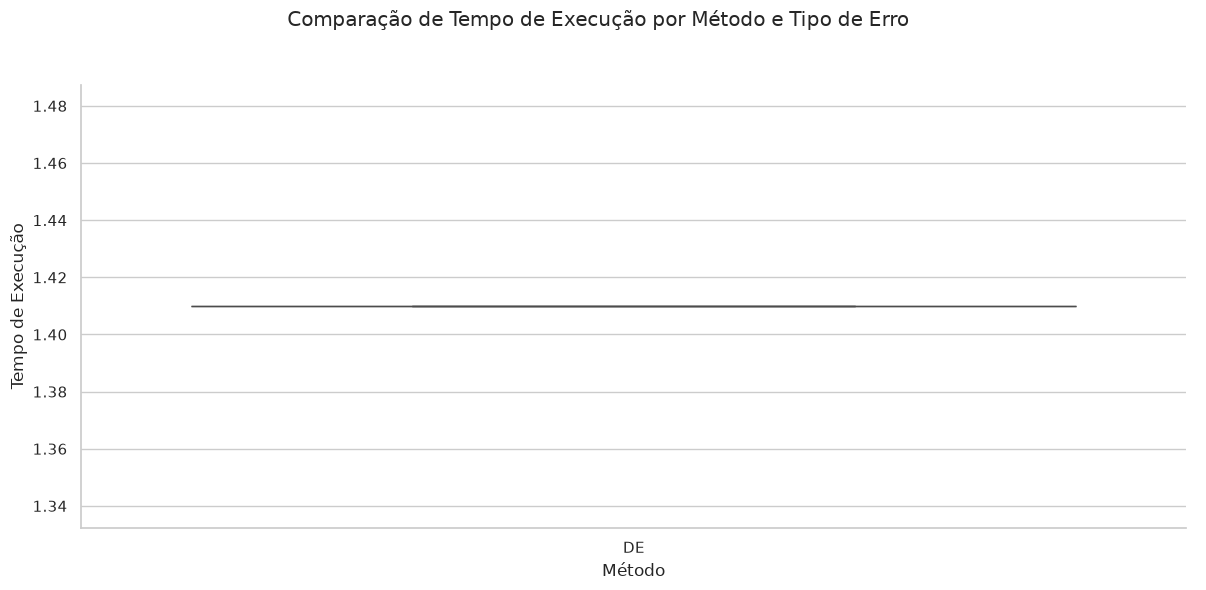 Comparação de Tempo de Execução por Método e Tipo de Erro
1.48
1.46
1.44
1.42
1.40
1.38
1.36
1.34
Tempo de Execução
DE
Método